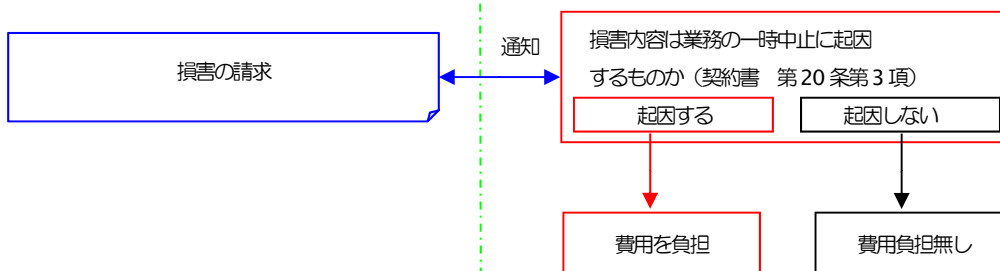 損害の請求
通知
損害内容は業務の一時中止に起因
するものか（契約書　第20条第3項）
起因する
起因しない
費用を負担
費用負担無し